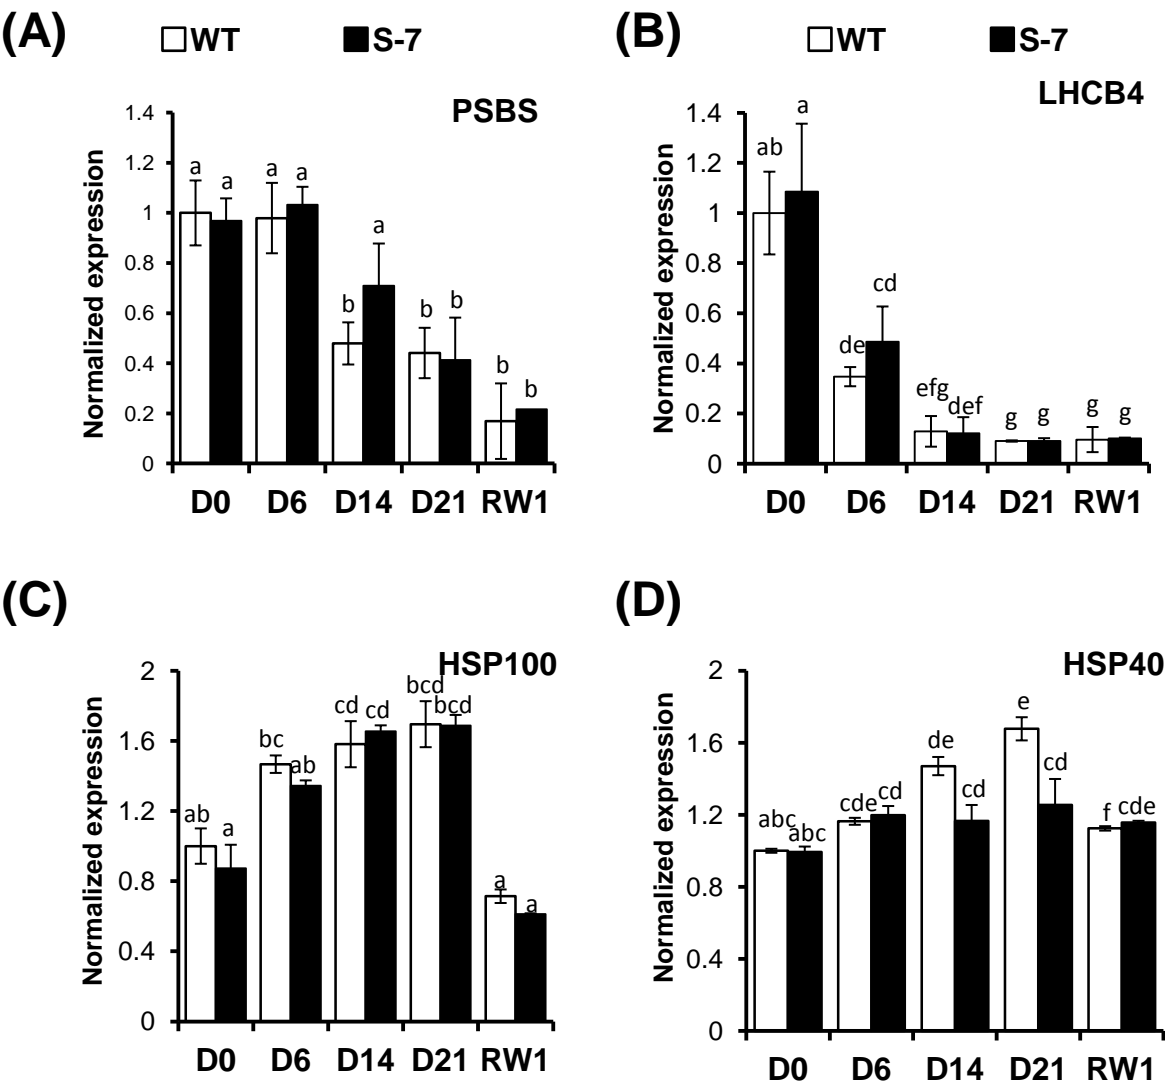 (A) WT S-7
PSBS
Normalized expression
1.4
1.2
1
0.8
0.6
0.4
0.2
0
a a a a b a b b b b
D0 D6 D14 D21 RW1
(B) WT S-7
LHCB4
Normalized expression
1.4
1.2
1
0.8
0.6
0.4
0.2
0
ab a de cd efg def g g g g
D0 D6 D14 D21 RW1
(C)
HSP100
Normalized expression
2
1.6
1.2
0.8
0.4
0
ab a bc ab cd cd bcd bcd a a
D0 D6 D14 D21 RW1
(D)
HSP40
Normalized expression
2
1.6
1.2
0.8
0.4
0
abc abc cde cd de cd e cd f cde
D0 D6 D14 D21 RW1